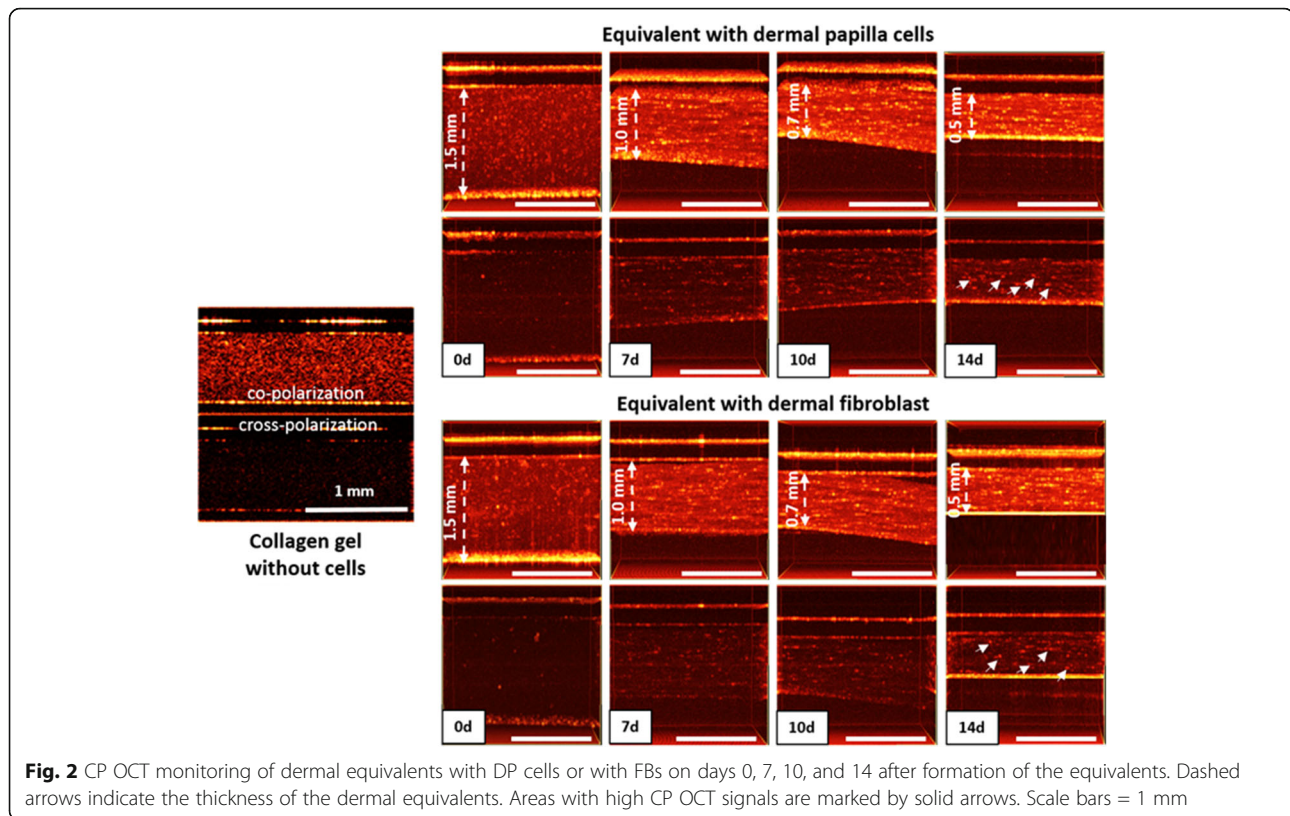 Equivalent with dermal papilla cells
1.5 mm
1.0 mm
0.7 mm
0.5 mm
0d
7d
10d
14d
co-polarization
cross-polarization
1 mm
Collagen gel
without cells
Equivalent with dermal fibroblast
1.5 mm
1.0 mm
0.7 mm
0.5 mm
0d
7d
10d
14d
Fig. 2 CP OCT monitoring of dermal equivalents with DP cells or with FBs on days 0, 7, 10, and 14 after formation of the equivalents. Dashed
arrows indicate the thickness of the dermal equivalents. Areas with high CP OCT signals are marked by solid arrows. Scale bars = 1 mm